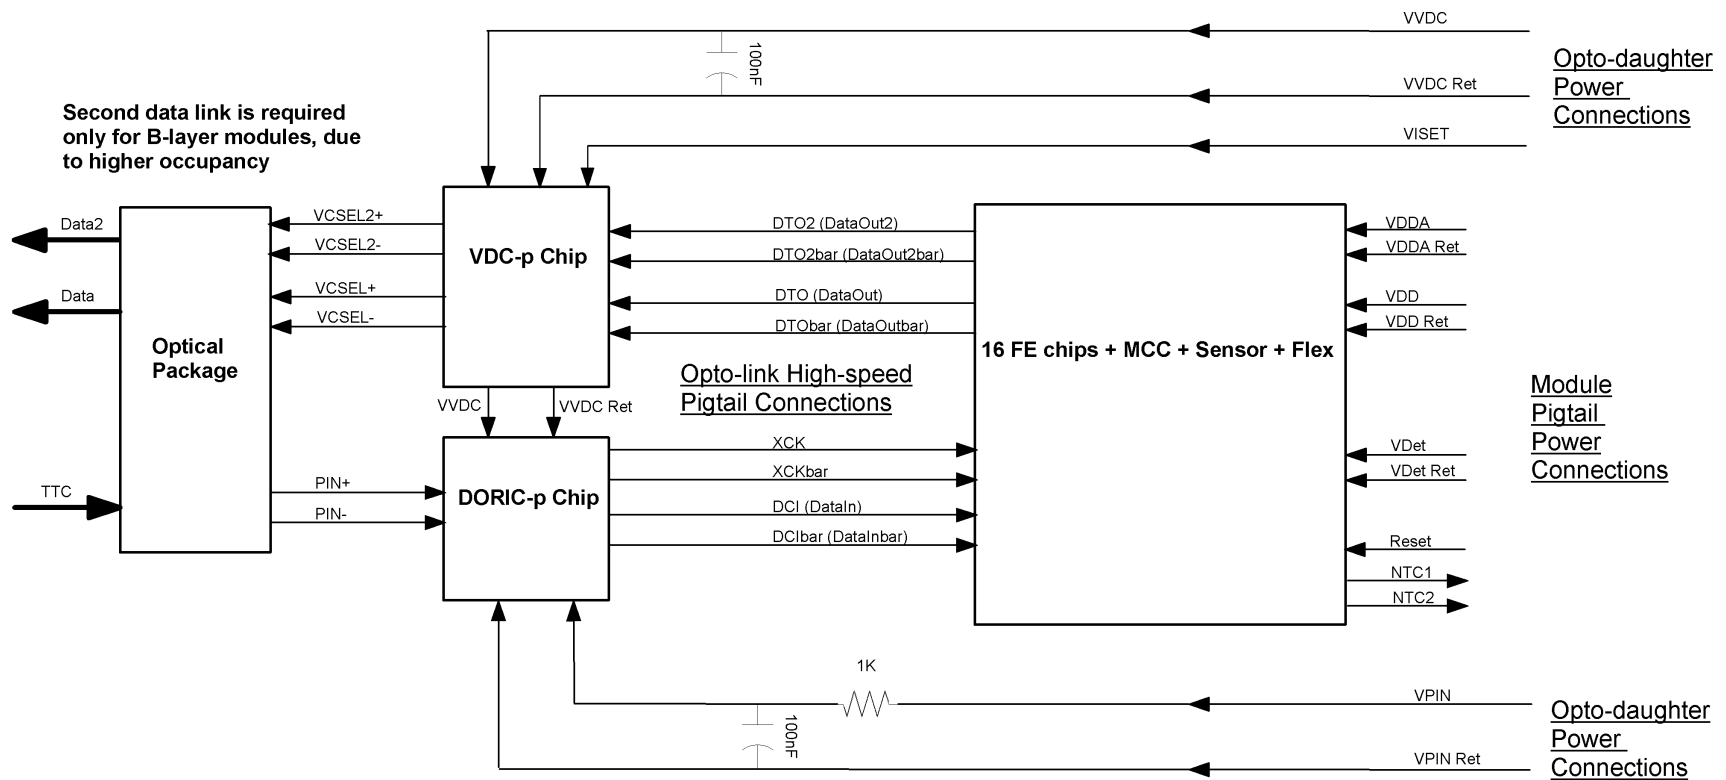 VVDC
100nF
Opto-daughter
Power
Connections
VVDC Ret
VISET
Second data link is required
only for B-layer modules, due
to higher occupancy
Data2
Data
TTC
Optical
Package
VCSEL2+
VCSEL2-
VCSEL+
VCSEL-
VDC-p Chip
DTO2 (DataOut2)
DTO2bar (DataOut2bar)
DTO (DataOut)
DTObar (DataOutbar)
Opto-link High-speed
Pigtail Connections
VVDC
VVDC Ret
PIN+
PIN-
DORIC-p Chip
XCK
XCKbar
DCI (DataIn)
DCIbar (DataInbar)
16 FE chips + MCC + Sensor + Flex
VDDA
VDDA Ret
VDD
VDD Ret
VDet
VDet Ret
Reset
NTC1
NTC2
Module
Pigtail
Power
Connections
1K
100nF
VPIN
VPIN Ret
Opto-daughter
Power
Connections